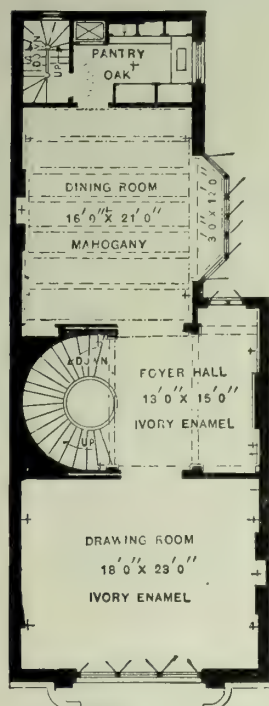 DOWN
UP
PANTRY
OAK
DINING ROOM
16'0" X 21'0"
MAHOGANY
3'0" X 12'0"
DOWN
UP
FOYER HALL
13'0" X 15'0"
IVORY ENAMEL
DRAWING ROOM
18'0" X 23'0"
IVORY ENAMEL